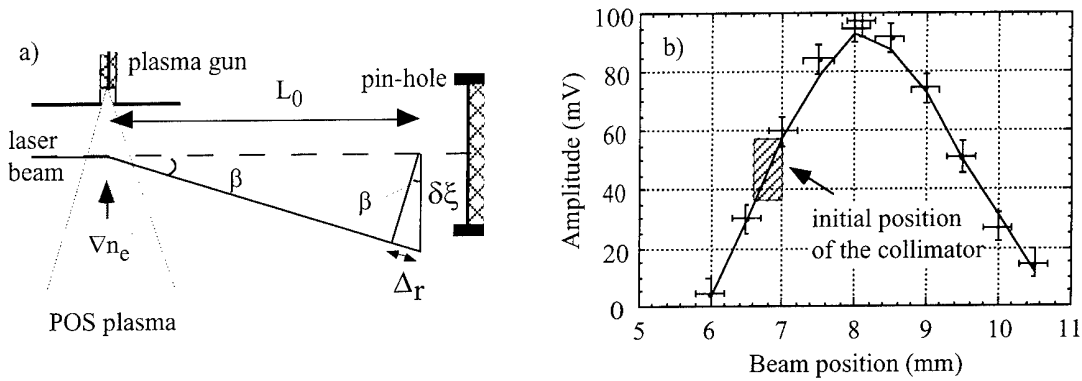 a)
plasma gun
L₀
pin-hole
laser
beam
β
β
δξ
∇nₑ
Δᵣ
POS plasma
b)
Amplitude (mV)
100
80
60
40
20
0
initial position
of the collimator
5 6 7 8 9 10 11
Beam position (mm)